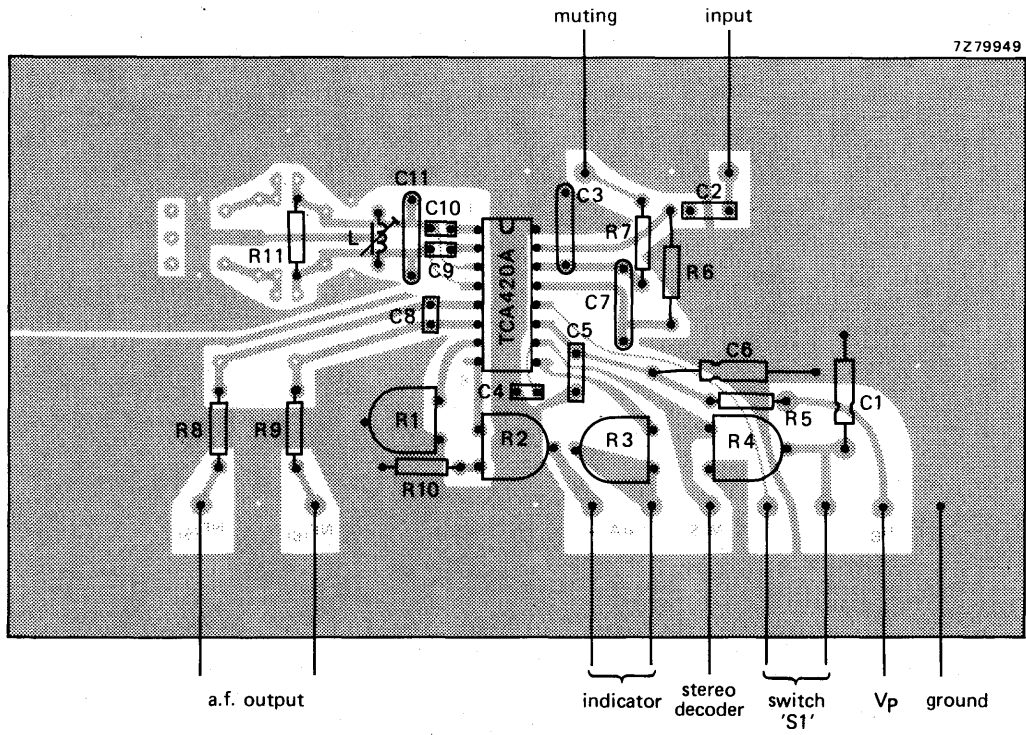 muting
input
7Z79949
C11
C3
C2
C10
R7
L
R11
C9
R6
TCA420A
C7
C8
C5
C6
C4
C1
R5
R1
R8
R9
R2
R3
R4
R10
a.f. output
indicator
stereo
decoder
switch
'S1'
VP
ground